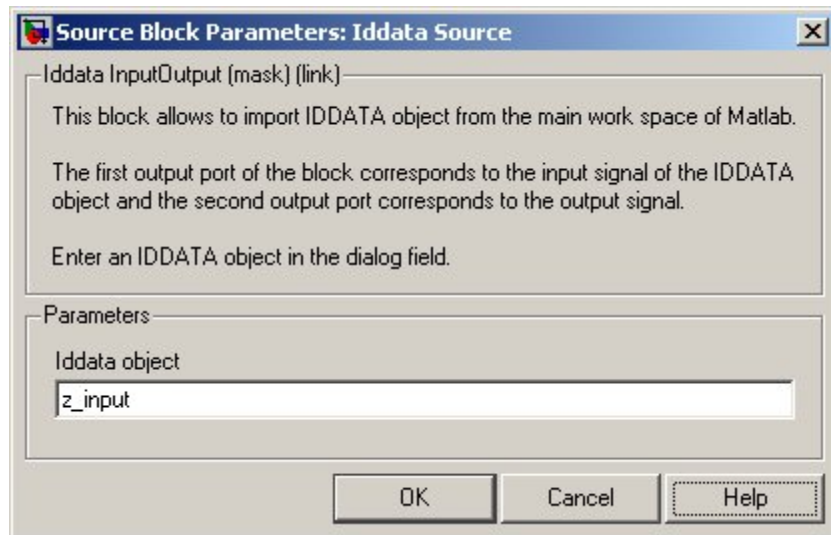 Source Block Parameters: Iddata Source
Iddata InputOutput (mask) (link)
This block allows to import IDDATA object from the main work space of Matlab.
The first output port of the block corresponds to the input signal of the IDDATA
object and the second output port corresponds to the output signal.
Enter an IDDATA object in the dialog field.
Parameters
Iddata object
z_input
OK Cancel Help